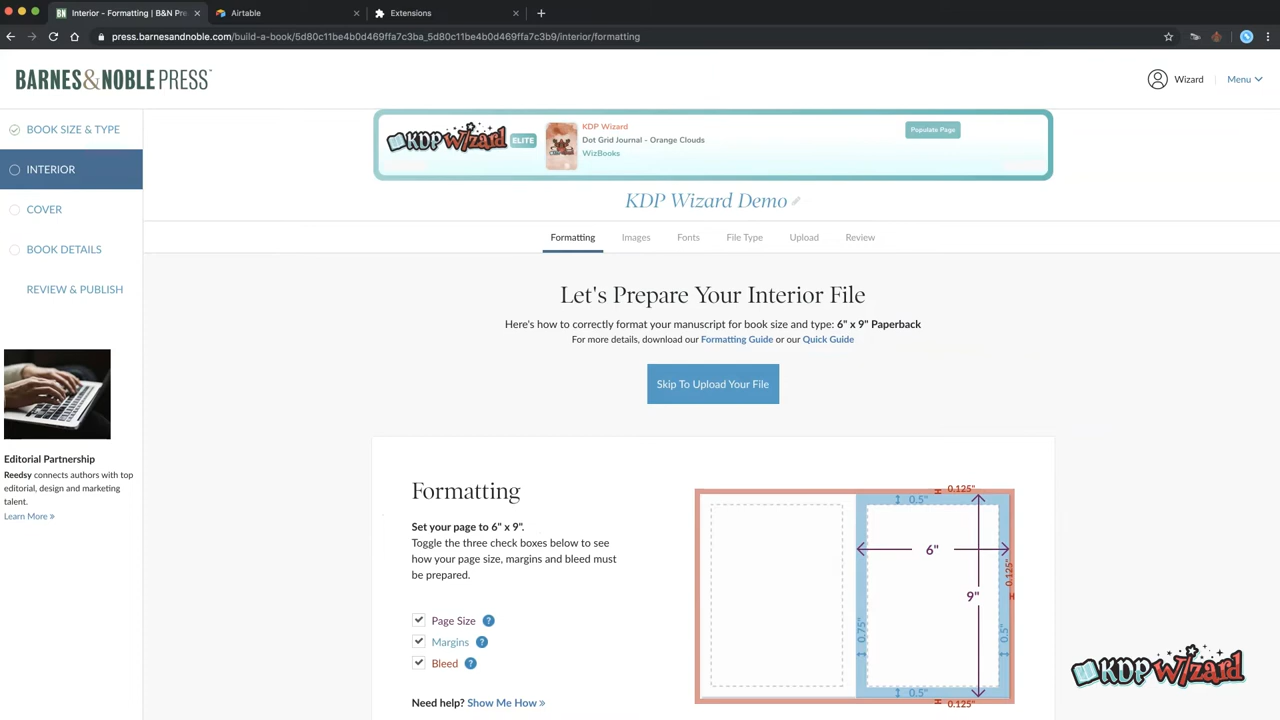 Interior - Formatting | B&N Pre
Airtable
Extensions
press.barnesandnoble.com/build-a-book/5d80c11be4b0d469ffa7c3ba_5d80c11be4b0d469ffa7c3b9/interior/formatting
BARNES&NOBLE PRESS
Wizard
Menu
BOOK SIZE & TYPE
INTERIOR
COVER
BOOK DETAILS
REVIEW & PUBLISH
KDP Wizard
ELITE
KDP Wizard
Dot Grid Journal - Orange Clouds
WizBooks
Populate Page
KDP Wizard Demo
Formatting
Images
Fonts
File Type
Upload
Review
Let's Prepare Your Interior File
Here's how to correctly format your manuscript for book size and type: 6" x 9" Paperback
For more details, download our Formatting Guide or our Quick Guide
Skip To Upload Your File
Editorial Partnership
Reedsy connects authors with top
editorial, design and marketing
talent.
Learn More »
Formatting
Set your page to 6" x 9".
Toggle the three check boxes below to see
how your page size, margins and bleed must
be prepared.
Page Size ?
Margins ?
Bleed ?
Need help? Show Me How »
0.125"
0.5"
6"
0.125"
9"
0.75"
0.5"
0.5"
0.125"
KDP Wizard